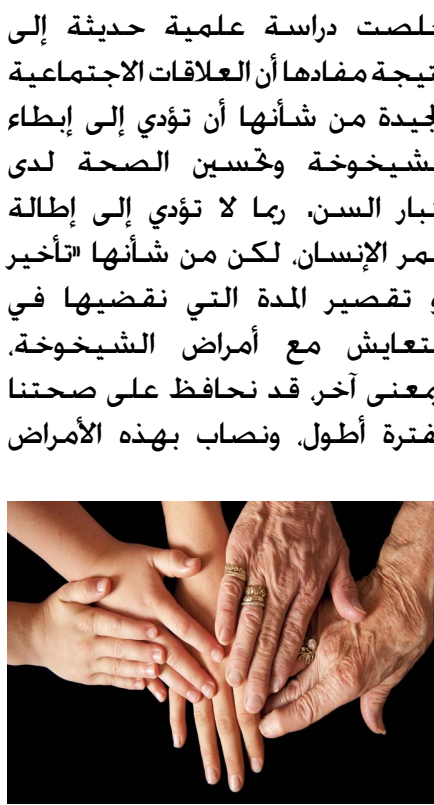 خلصت دراسة علمية حديثة إلى
نتيجة مفادها أن العلاقات الاجتماعية
الجيدة من شأنها أن تؤدي إلى إبطاء
الشيخوخة وتحسين الصحة لدى
كبار السن. ربما لا تؤدي إلى إطالة
عمر الإنسان، لكن من شأنها «تأخير
أو تقصير المدة التي نقضيها في
التعايش مع أمراض الشيخوخة،
بمعنى آخر، قد نحافظ على صحتنا
لفترة أطول، ونصاب بهذه الأمراض